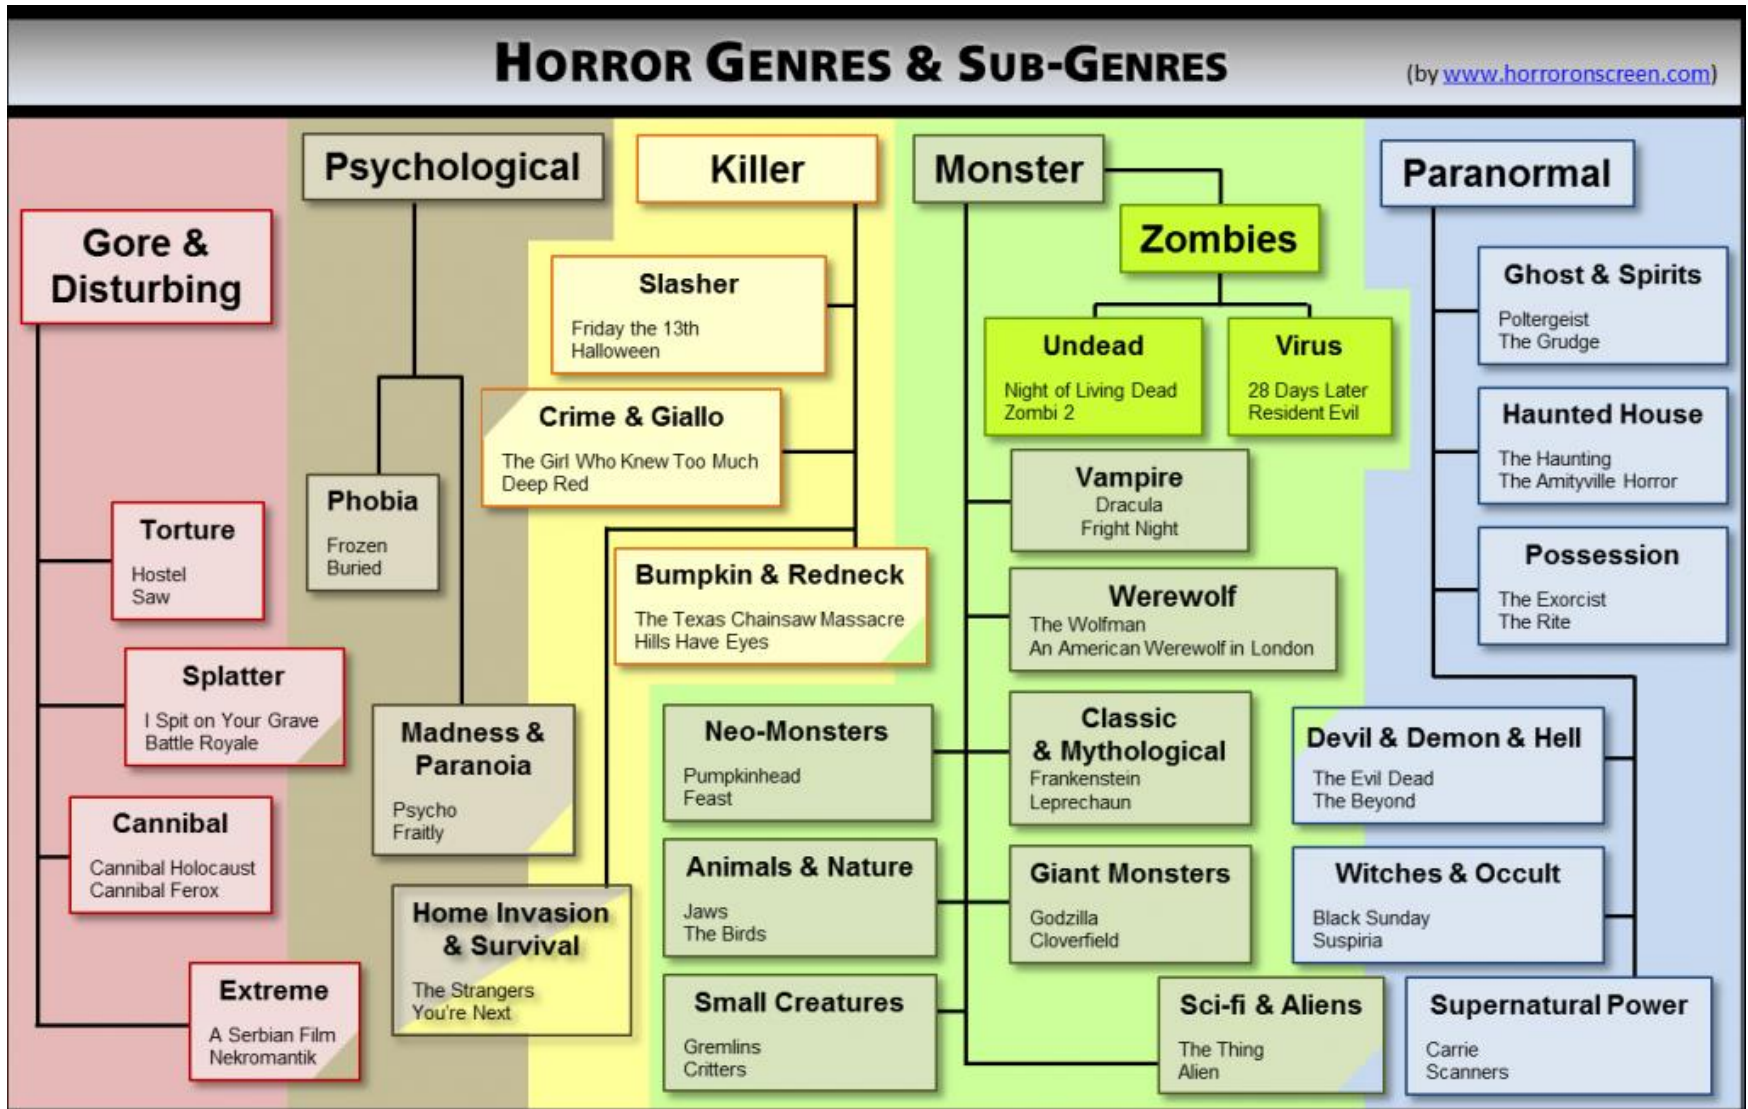 HORROR GENRES & SUB-GENRES
(by www.horroronscreen.com)
Gore &
Disturbing
Torture
Hostel
Saw
Splatter
I Spit on Your Grave
Battle Royale
Cannibal
Cannibal Holocaust
Cannibal Ferox
Extreme
A Serbian Film
Nekromantik
Psychological
Phobia
Frozen
Buried
Madness &
Paranoia
Psycho
Fraitly
Home Invasion
& Survival
The Strangers
You're Next
Killer
Slasher
Friday the 13th
Halloween
Crime & Giallo
The Girl Who Knew Too Much
Deep Red
Bumpkin & Redneck
The Texas Chainsaw Massacre
Hills Have Eyes
Monster
Zombies
Undead
Night of Living Dead
Zombi 2
Virus
28 Days Later
Resident Evil
Vampire
Dracula
Fright Night
Werewolf
The Wolfman
An American Werewolf in London
Neo-Monsters
Pumpkinhead
Feast
Classic
& Mythological
Frankenstein
Leprechaun
Animals & Nature
Jaws
The Birds
Giant Monsters
Godzilla
Cloverfield
Small Creatures
Gremlins
Critters
Sci-fi & Aliens
The Thing
Alien
Paranormal
Ghost & Spirits
Poltergeist
The Grudge
Haunted House
The Haunting
The Amityville Horror
Possession
The Exorcist
The Rite
Devil & Demon & Hell
The Evil Dead
The Beyond
Witches & Occult
Black Sunday
Suspiria
Supernatural Power
Carrie
Scanners